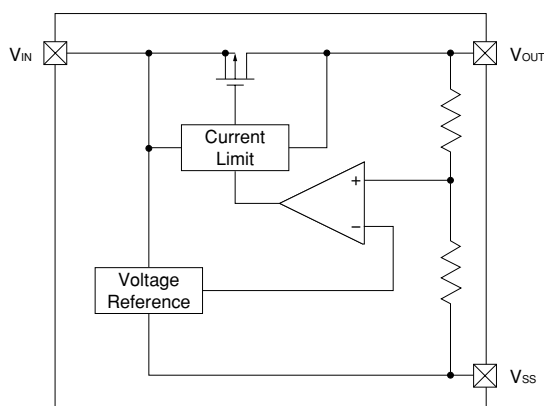 VIN
VOUT
Current
Limit
+
−
Voltage
Reference
VSS